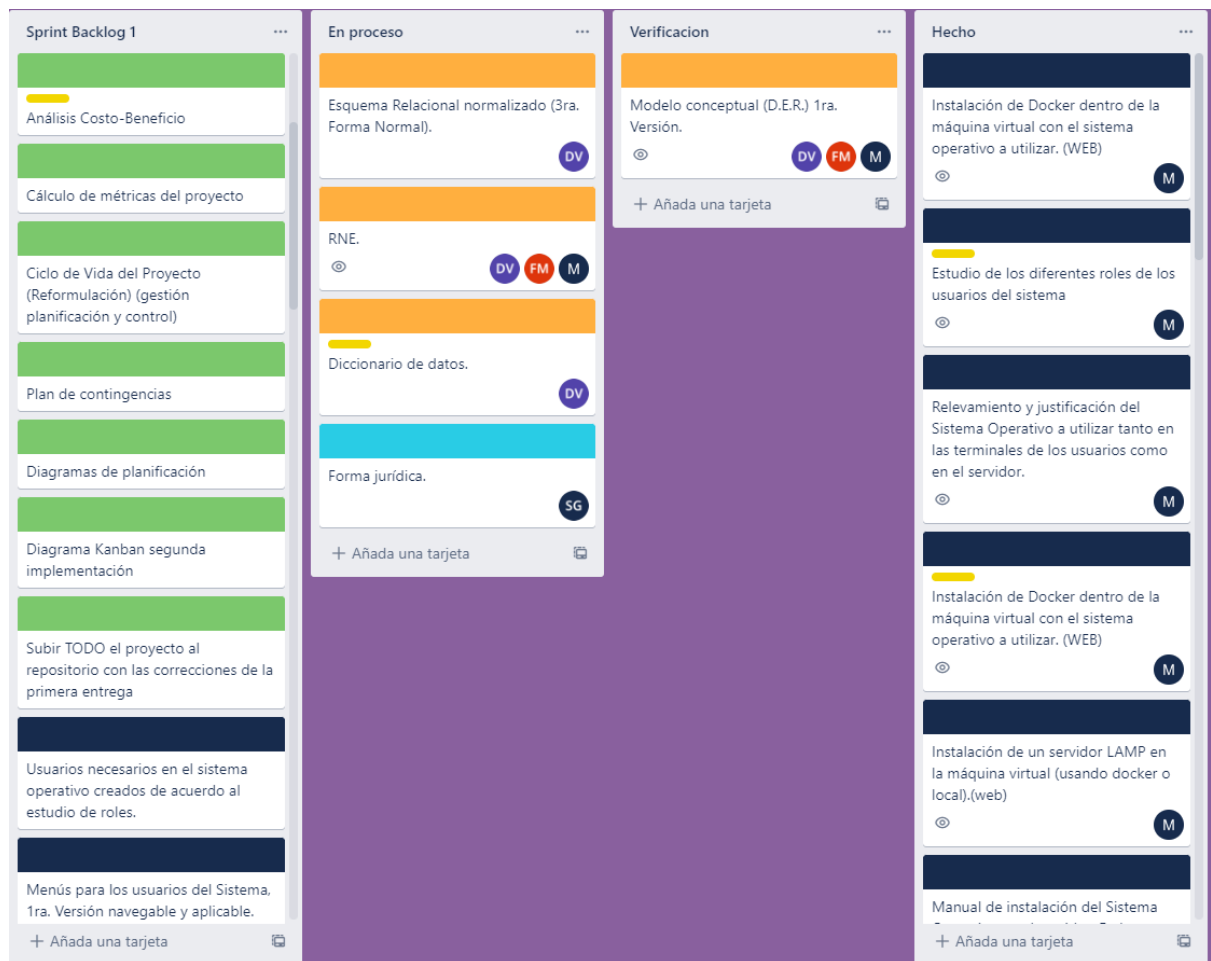 Sprint Backlog 1
Análisis Costo-Beneficio
Cálculo de métricas del proyecto
Ciclo de Vida del Proyecto
(Reformulación) (gestión
planificación y control)
Plan de contingencias
Diagramas de planificación
Diagrama Kanban segunda
implementación
Subir TODO el proyecto al
repositorio con las correcciones de la
primera entrega
Usuarios necesarios en el sistema
operativo creados de acuerdo al
estudio de roles.
Menús para los usuarios del Sistema,
1ra. Versión navegable y aplicable.
+ Añada una tarjeta
En proceso
Esquema Relacional normalizado (3ra.
Forma Normal).
DV
RNE.
DV FM M
Diccionario de datos.
DV
Forma jurídica.
SG
+ Añada una tarjeta
Verificacion
Modelo conceptual (D.E.R.) 1ra.
Versión.
DV FM M
+ Añada una tarjeta
Hecho
Instalación de Docker dentro de la
máquina virtual con el sistema
operativo a utilizar. (WEB)
M
Estudio de los diferentes roles de los
usuarios del sistema
M
Relevamiento y justificación del
Sistema Operativo a utilizar tanto en
las terminales de los usuarios como
en el servidor.
M
Instalación de Docker dentro de la
máquina virtual con el sistema
operativo a utilizar. (WEB)
M
Instalación de un servidor LAMP en
la máquina virtual (usando docker o
local).(web)
M
Manual de instalación del Sistema
+ Añada una tarjeta